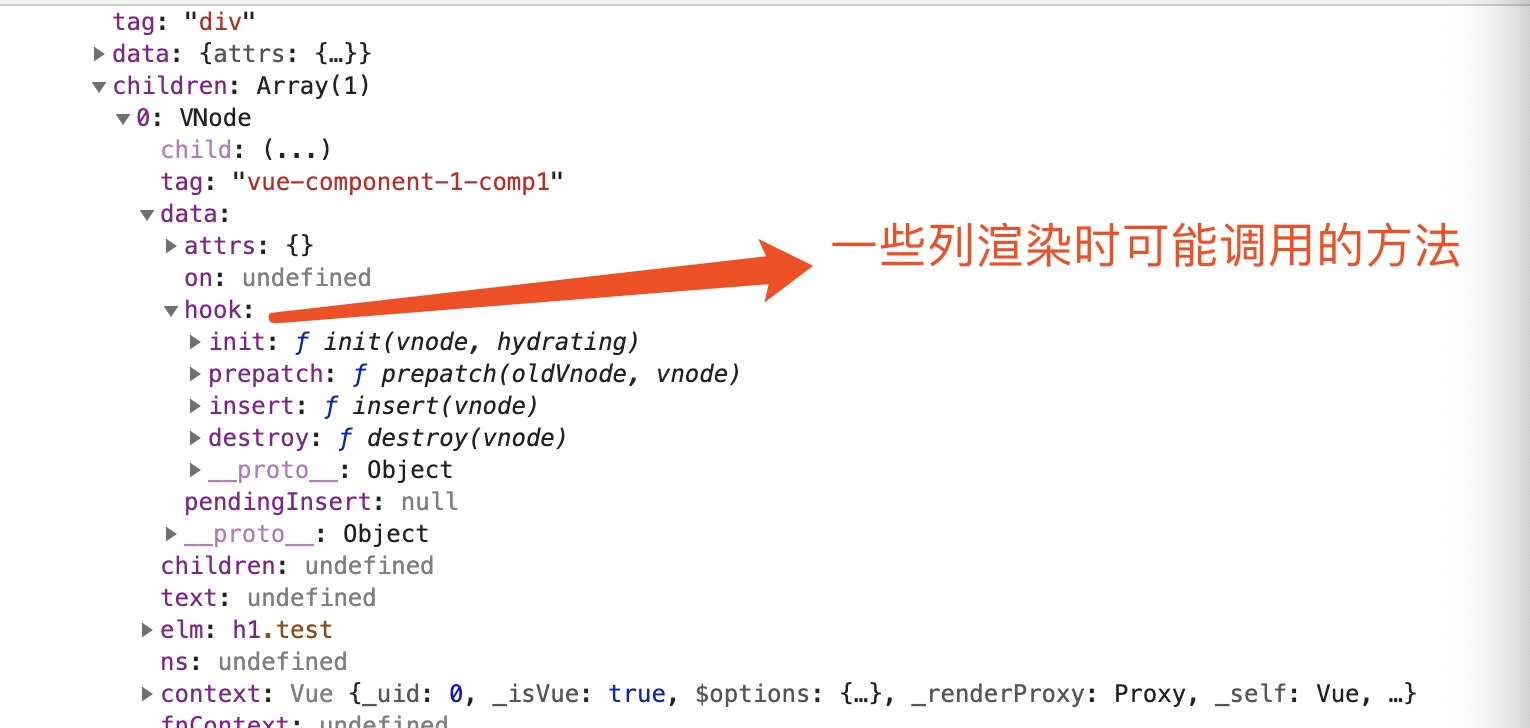 tag: "div"
data: {attrs: {…}}
children: Array(1)
0: VNode
child: (...)
tag: "vue-component-1-comp1"
data:
attrs: {}
on: undefined
hook:
一些列渲染时可能调用的方法
init: ƒ init(vnode, hydrating)
prepatch: ƒ prepatch(oldVnode, vnode)
insert: ƒ insert(vnode)
destroy: ƒ destroy(vnode)
__proto__: Object
pendingInsert: null
__proto__: Object
children: undefined
text: undefined
elm: h1.test
ns: undefined
context: Vue {_uid: 0, _isVue: true, $options: {…}, _renderProxy: Proxy, _self: Vue, …}
fnContext: undefined